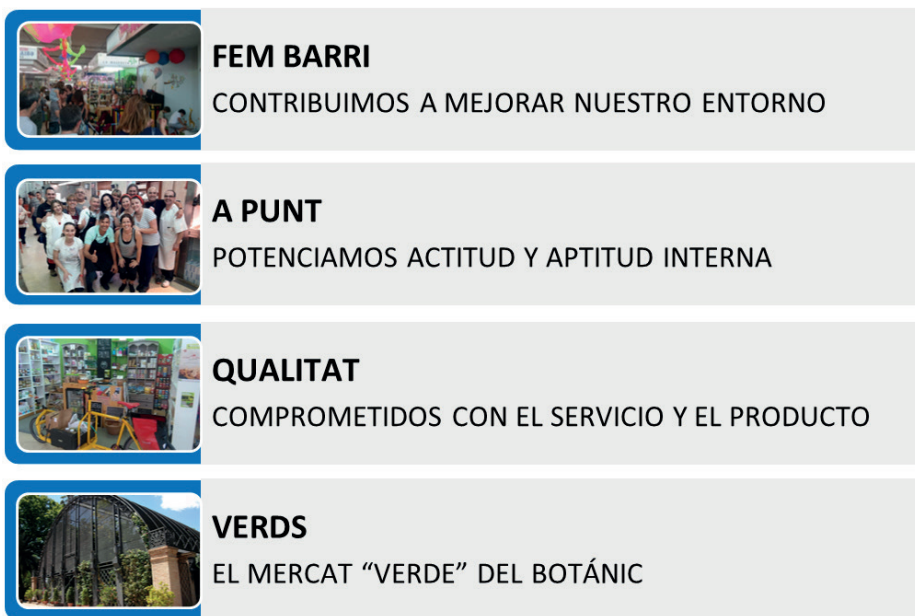 FEM BARRI
CONTRIBUIMOS A MEJORAR NUESTRO ENTORNO
A PUNT
POTENCIAMOS ACTITUD Y APTITUD INTERNA
QUALITAT
COMPROMETIDOS CON EL SERVICIO Y EL PRODUCTO
VERDS
EL MERCAT “VERDE” DEL BOTÁNIC